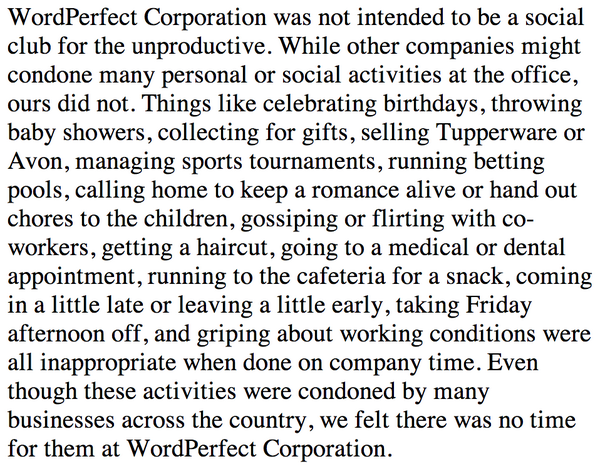 WordPerfect Corporation was not intended to be a social
club for the unproductive. While other companies might
condone many personal or social activities at the office,
ours did not. Things like celebrating birthdays, throwing
baby showers, collecting for gifts, selling Tupperware or
Avon, managing sports tournaments, running betting
pools, calling home to keep a romance alive or hand out
chores to the children, gossiping or flirting with co-
workers, getting a haircut, going to a medical or dental
appointment, running to the cafeteria for a snack, coming
in a little late or leaving a little early, taking Friday
afternoon off, and griping about working conditions were
all inappropriate when done on company time. Even
though these activities were condoned by many
businesses across the country, we felt there was no time
for them at WordPerfect Corporation.